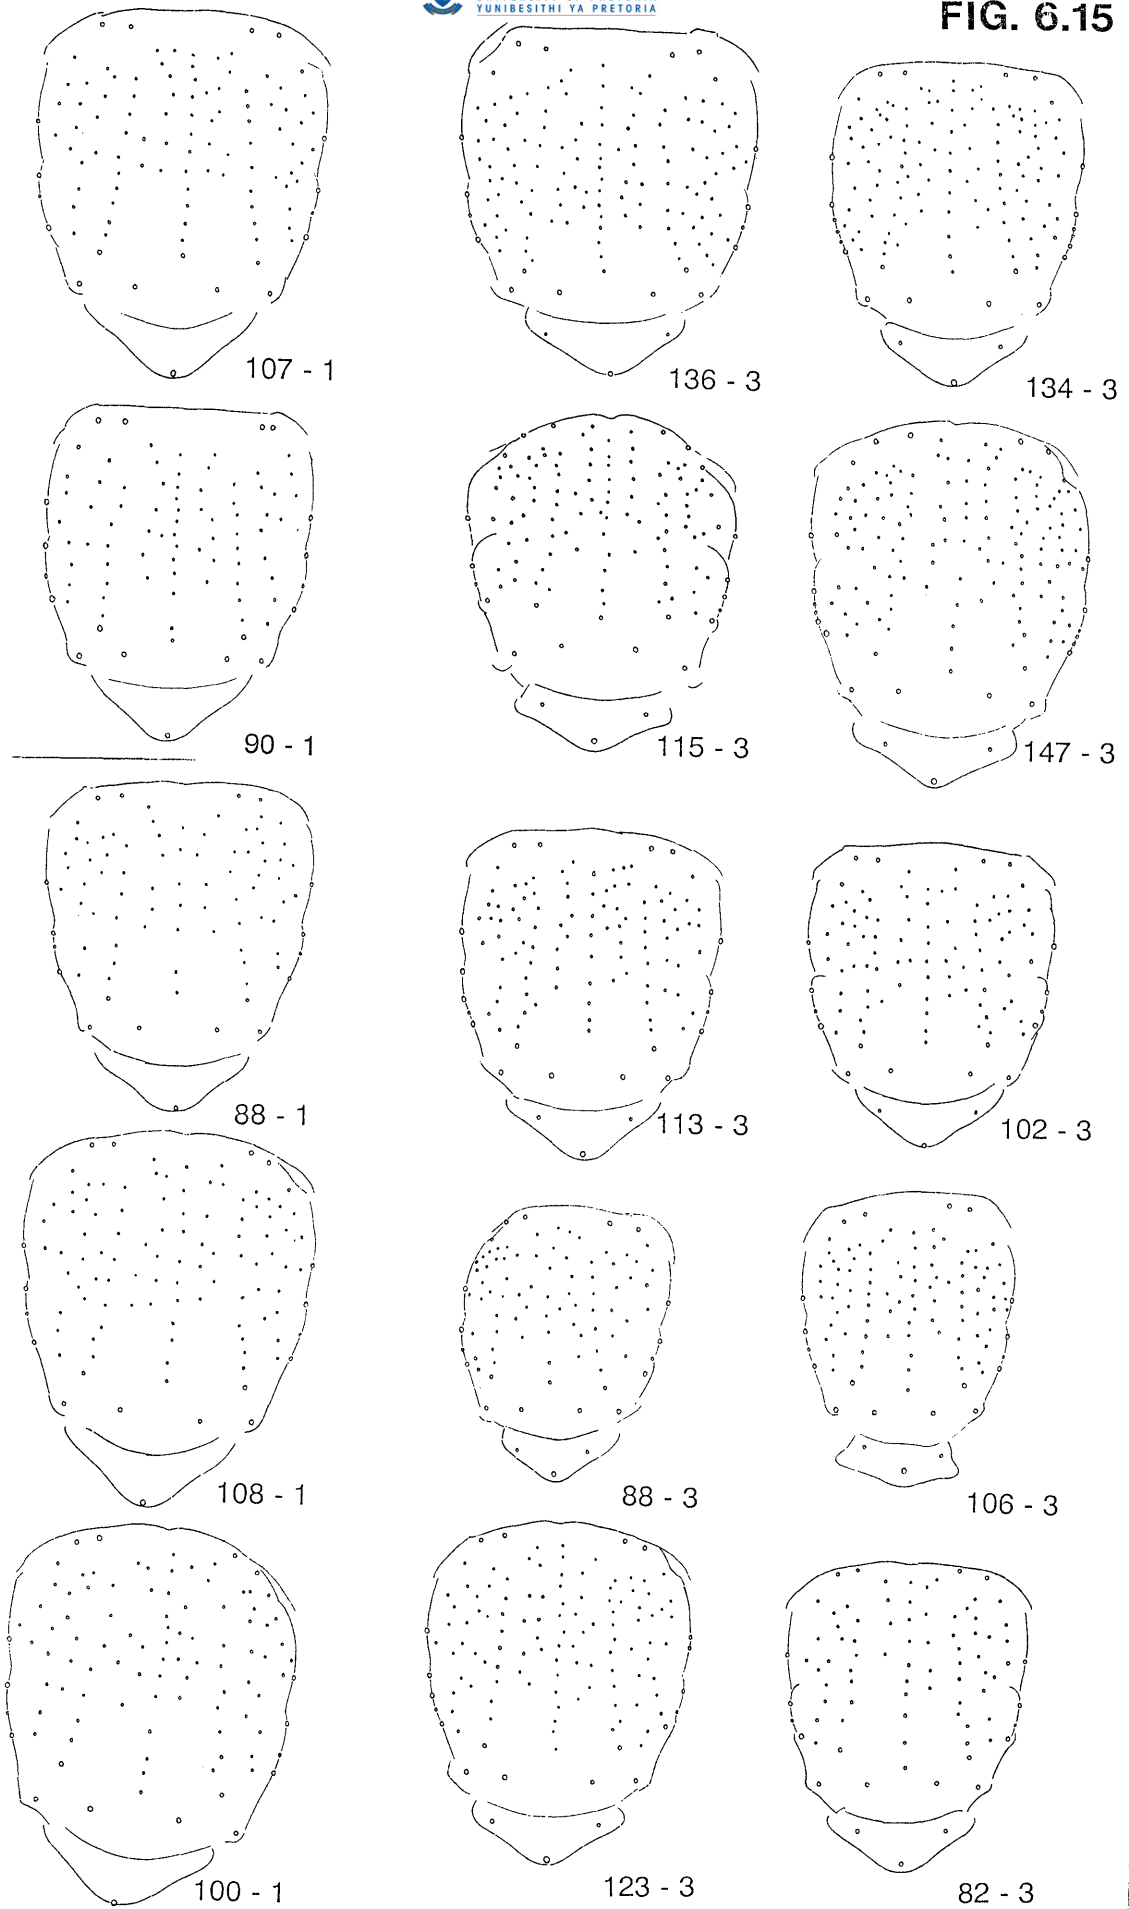 YUNIBESITHI YA PRETORIA
FIG. 6.15
107 - 1
136 - 3
134 - 3
90 - 1
115 - 3
147 - 3
88 - 1
113 - 3
102 - 3
108 - 1
88 - 3
106 - 3
100 - 1
123 - 3
82 - 3